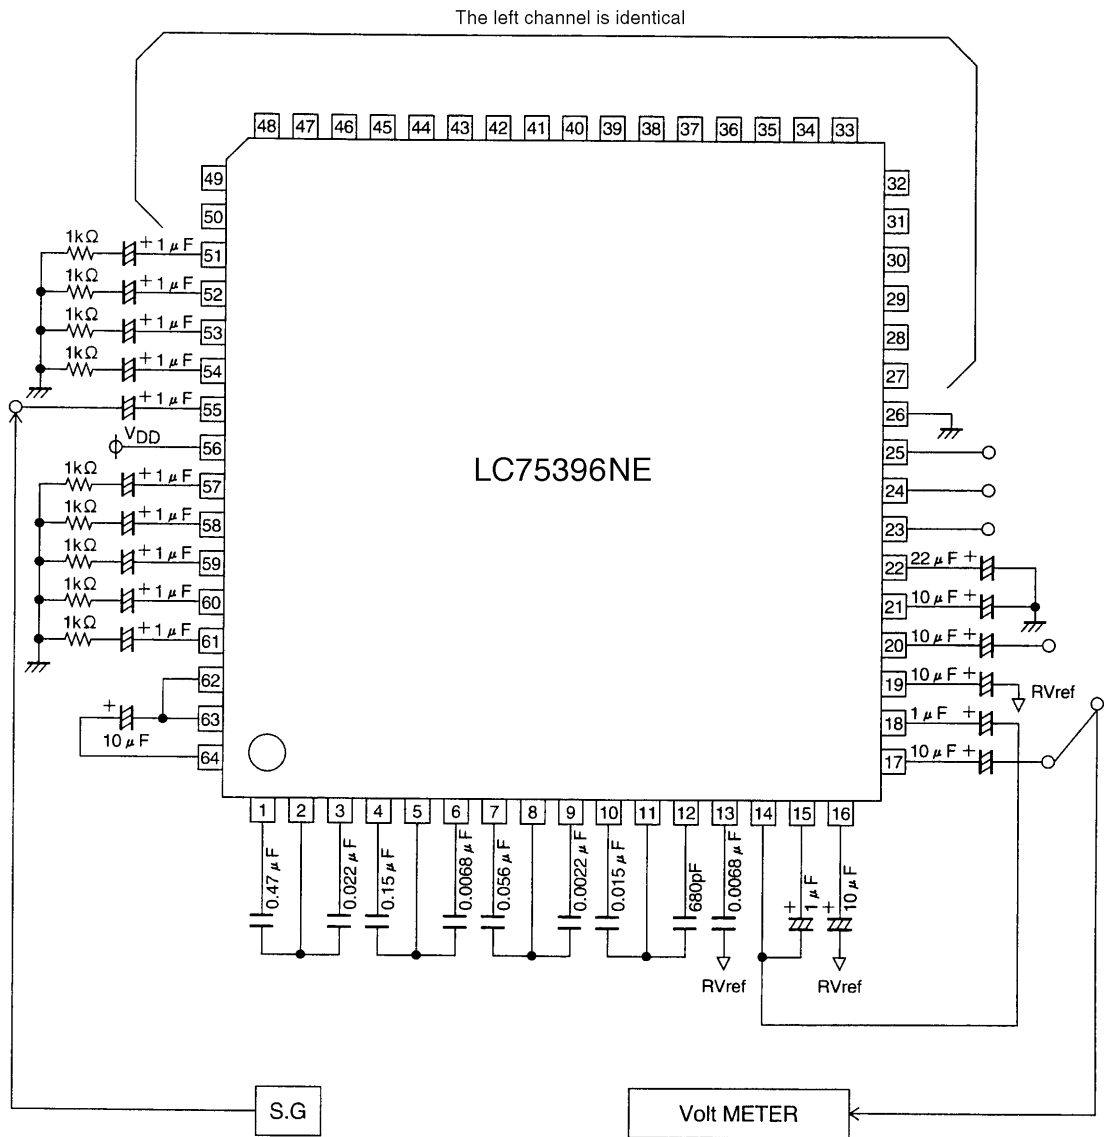 The left channel is identical
48 47 46 45 44 43 42 41 40 39 38 37 36 35 34 33
49
50
1kΩ + 1 μF 51
1kΩ + 1 μF 52
1kΩ + 1 μF 53
1kΩ + 1 μF 54
+ 1 μF 55
VDD 56
1kΩ + 1 μF 57
1kΩ + 1 μF 58
1kΩ + 1 μF 59
1kΩ + 1 μF 60
1kΩ + 1 μF 61
62
+ 63
10 μF
64
LC75396NE
32
31
30
29
28
27
26
25
24
23
22 22 μF +
21 10 μF +
20 10 μF +
19 10 μF + RVref
18 1 μF +
17 10 μF +
1 2 3 4 5 6 7 8 9 10 11 12 13 14 15 16
0.47 μF 0.022 μF 0.15 μF 0.0068 μF 0.056 μF 0.0022 μF 0.015 μF 680pF 0.0068 μF + 1 μF + 10 μF
RVref RVref
S.G Volt METER